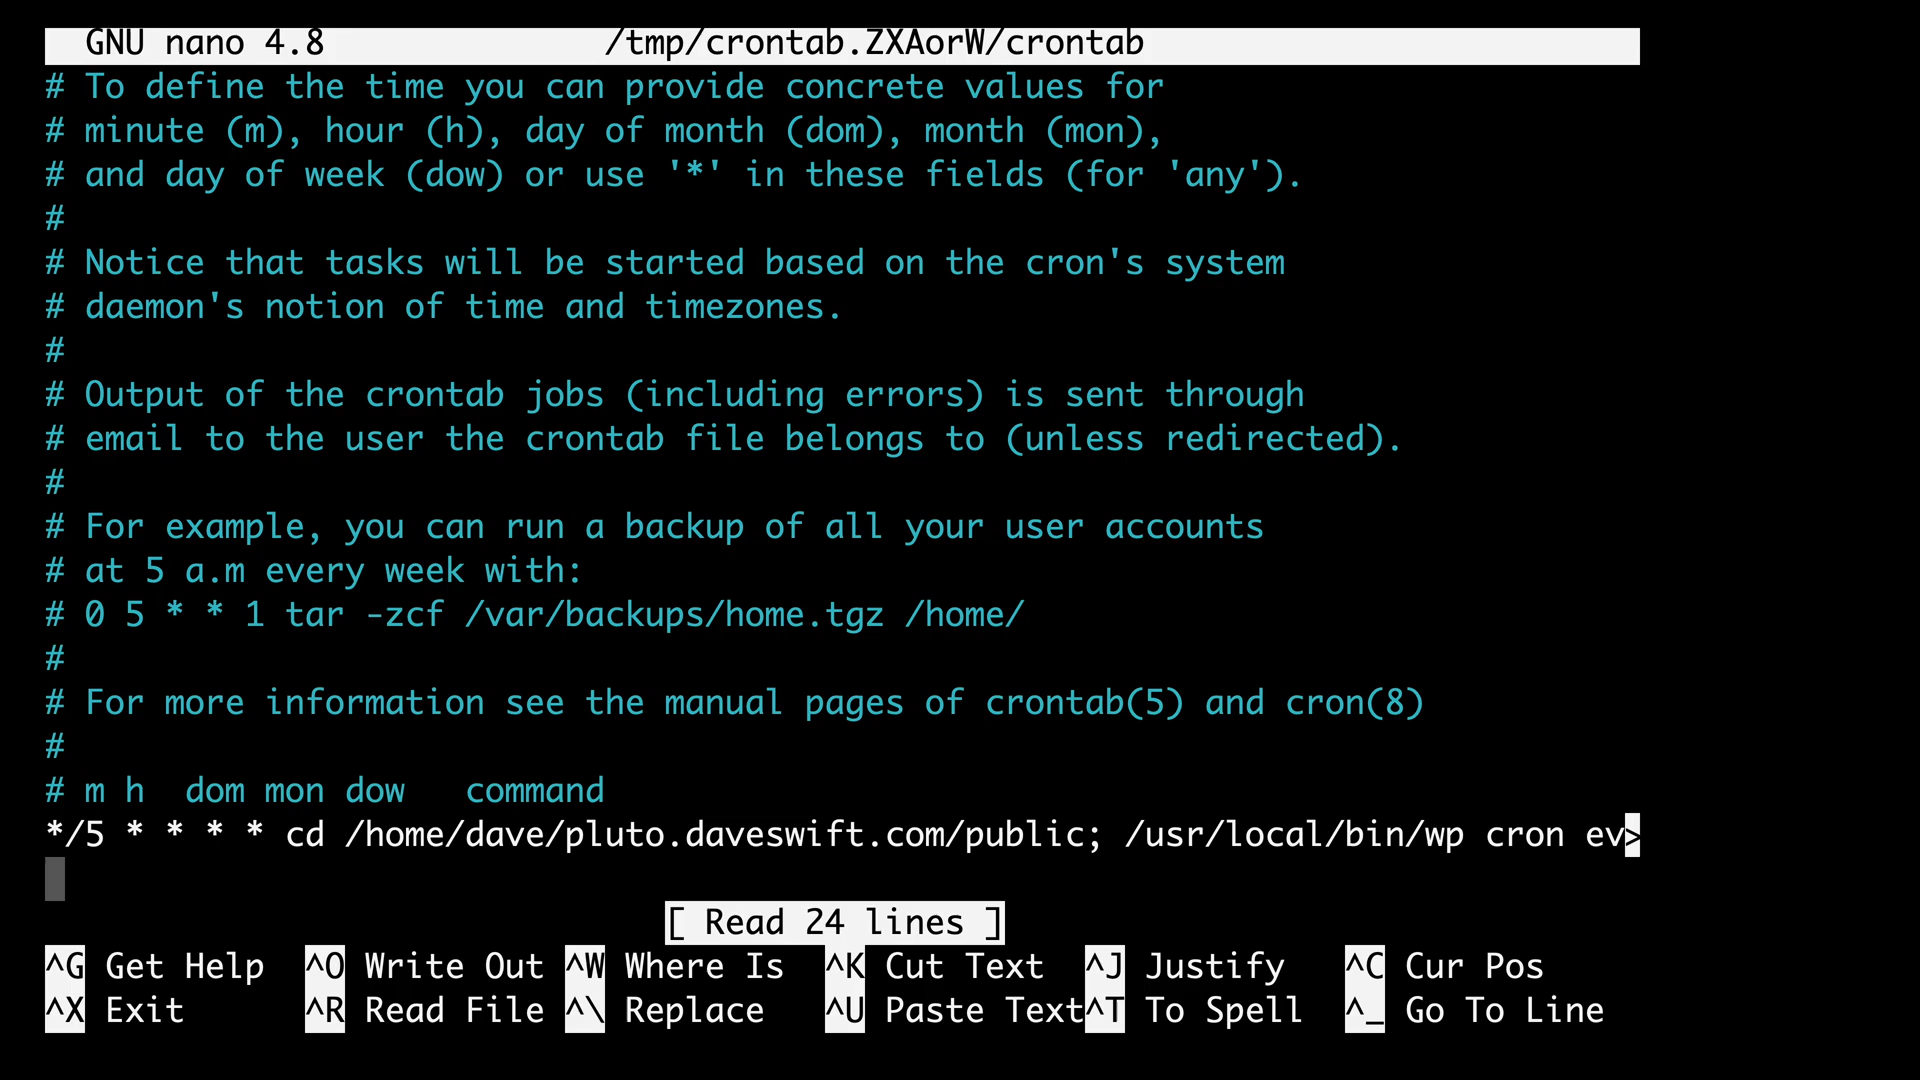 GNU nano 4.8 /tmp/crontab.ZXAorW/crontab
# To define the time you can provide concrete values for
# minute (m), hour (h), day of month (dom), month (mon),
# and day of week (dow) or use '*' in these fields (for 'any').
#
# Notice that tasks will be started based on the cron's system
# daemon's notion of time and timezones.
#
# Output of the crontab jobs (including errors) is sent through
# email to the user the crontab file belongs to (unless redirected).
#
# For example, you can run a backup of all your user accounts
# at 5 a.m every week with:
# 0 5 * * 1 tar -zcf /var/backups/home.tgz /home/
#
# For more information see the manual pages of crontab(5) and cron(8)
#
# m h  dom mon dow   command
*/5 * * * * cd /home/dave/pluto.daveswift.com/public; /usr/local/bin/wp cron ev>
[ Read 24 lines ]
^G Get Help ^O Write Out ^W Where Is ^K Cut Text ^J Justify ^C Cur Pos
^X Exit ^R Read File ^\ Replace ^U Paste Text ^T To Spell ^_ Go To Line